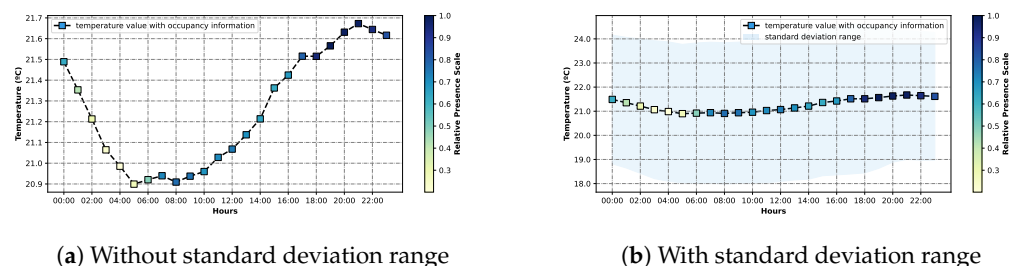 21.7
21.6
21.5
21.4
21.3
21.2
21.1
21.0
20.9
Temperature (ºC)
temperature value with occupancy information
00:00 02:00 04:00 06:00 08:00 10:00 12:00 14:00 16:00 18:00 20:00 22:00
Hours
1.0
0.9
0.8
0.7
0.6
0.5
0.4
0.3
Relative Presence Scale
24.0
23.0
22.0
21.0
20.0
19.0
18.0
Temperature (ºC)
temperature value with occupancy information
standard deviation range
00:00 02:00 04:00 06:00 08:00 10:00 12:00 14:00 16:00 18:00 20:00 22:00
Hours
1.0
0.9
0.8
0.7
0.6
0.5
0.4
0.3
Relative Presence Scale
(a) Without standard deviation range
(b) With standard deviation range